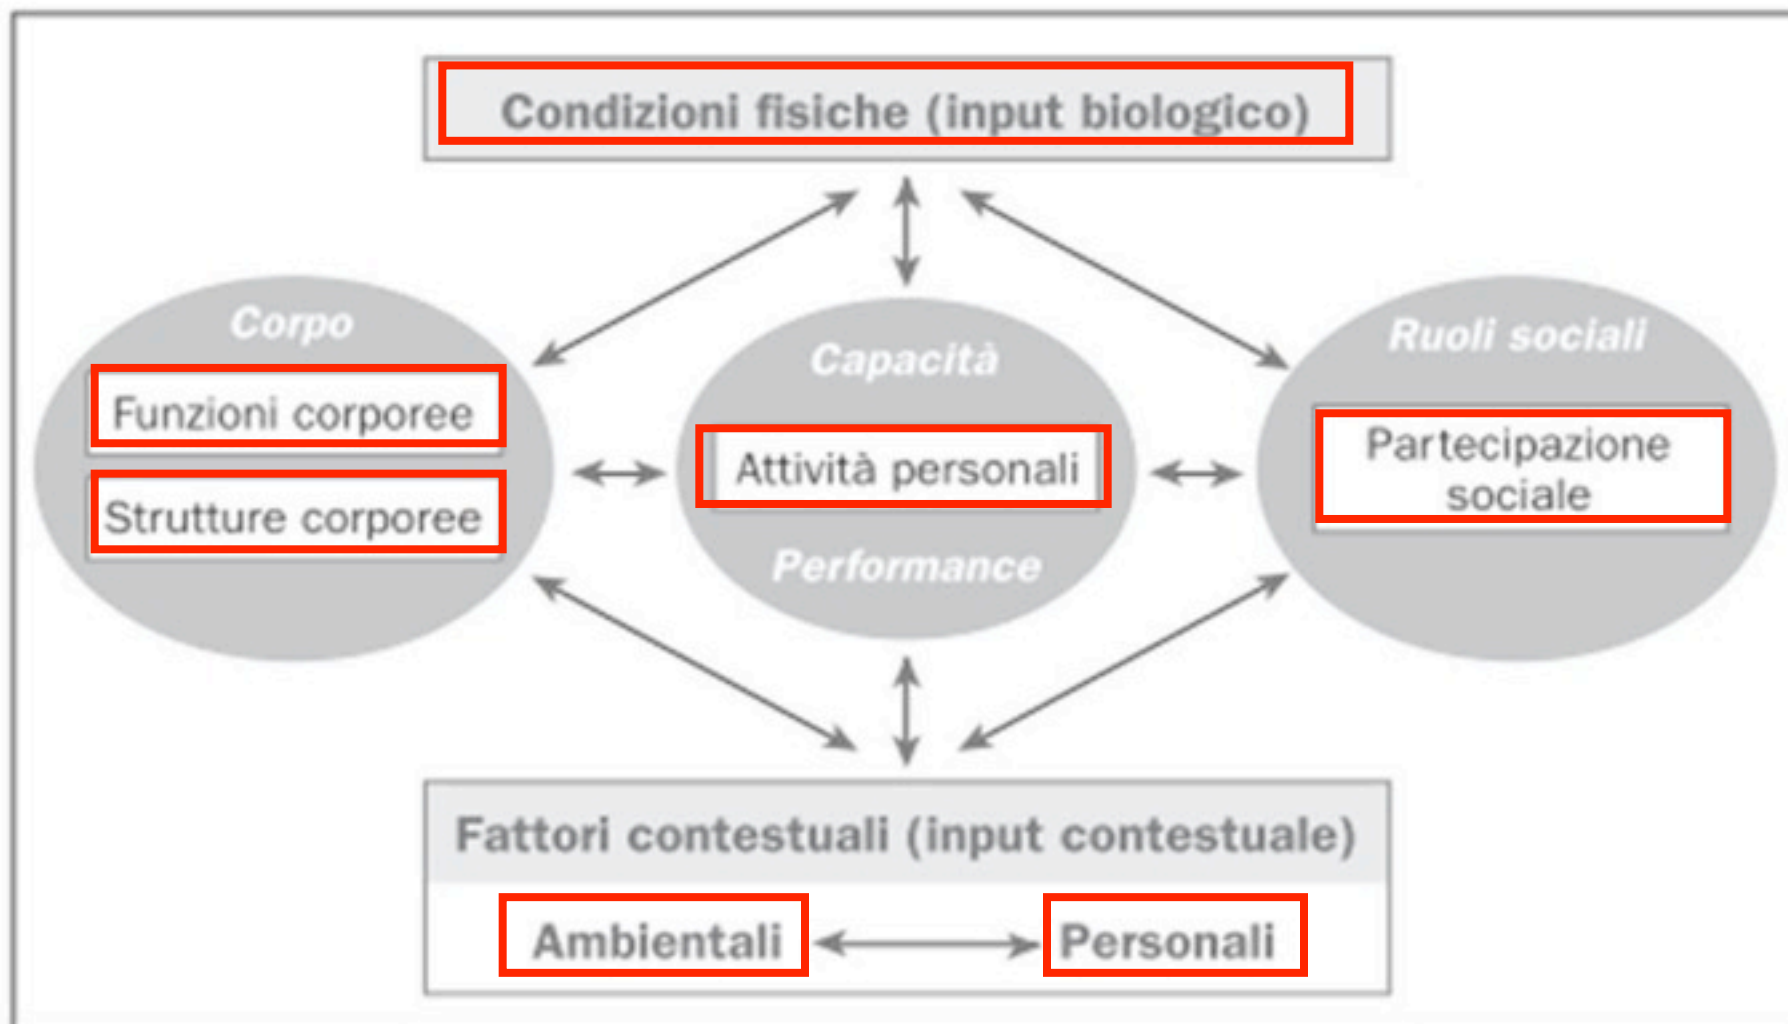 Condizioni fisiche (input biologico)
Corpo
Funzioni corporee
Strutture corporee
Capacità
Attività personali
Performance
Ruoli sociali
Partecipazione
sociale
Fattori contestuali (input contestuale)
Ambientali
Personali